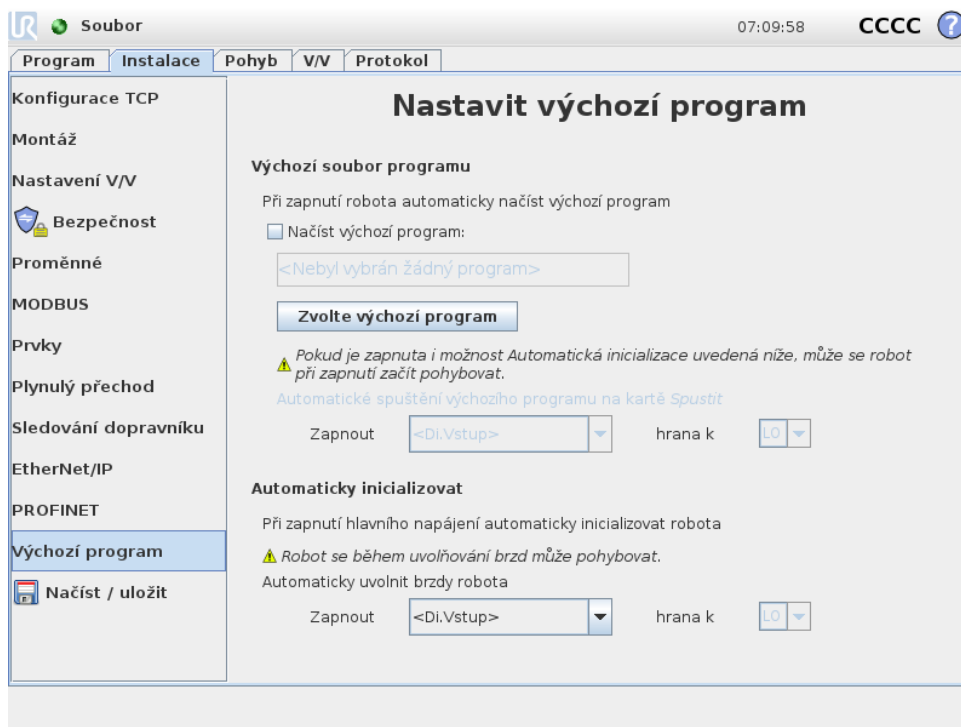 UR Soubor 07:09:58 CCCC ?
Program Instalace Pohyb V/V Protokol
Konfigurace TCP
Montáž
Nastavení V/V
Bezpečnost
Proměnné
MODBUS
Prvky
Plynulý přechod
Sledování dopravníku
EtherNet/IP
PROFINET
Výchozí program
Načíst / uložit
Nastavit výchozí program
Výchozí soubor programu
Při zapnutí robota automaticky načíst výchozí program
Načíst výchozí program:
<Nebyl vybrán žádný program>
Zvolte výchozí program
Pokud je zapnuta i možnost Automatická inicializace uvedená níže, může se robot
při zapnutí začít pohybovat.
Automatické spuštění výchozího programu na kartě Spustit
Zapnout <Di.Vstup> hrana k LO
Automaticky inicializovat
Při zapnutí hlavního napájení automaticky inicializovat robota
Robot se během uvolňování brzd může pohybovat.
Automaticky uvolnit brzdy robota
Zapnout <Di.Vstup> hrana k LO